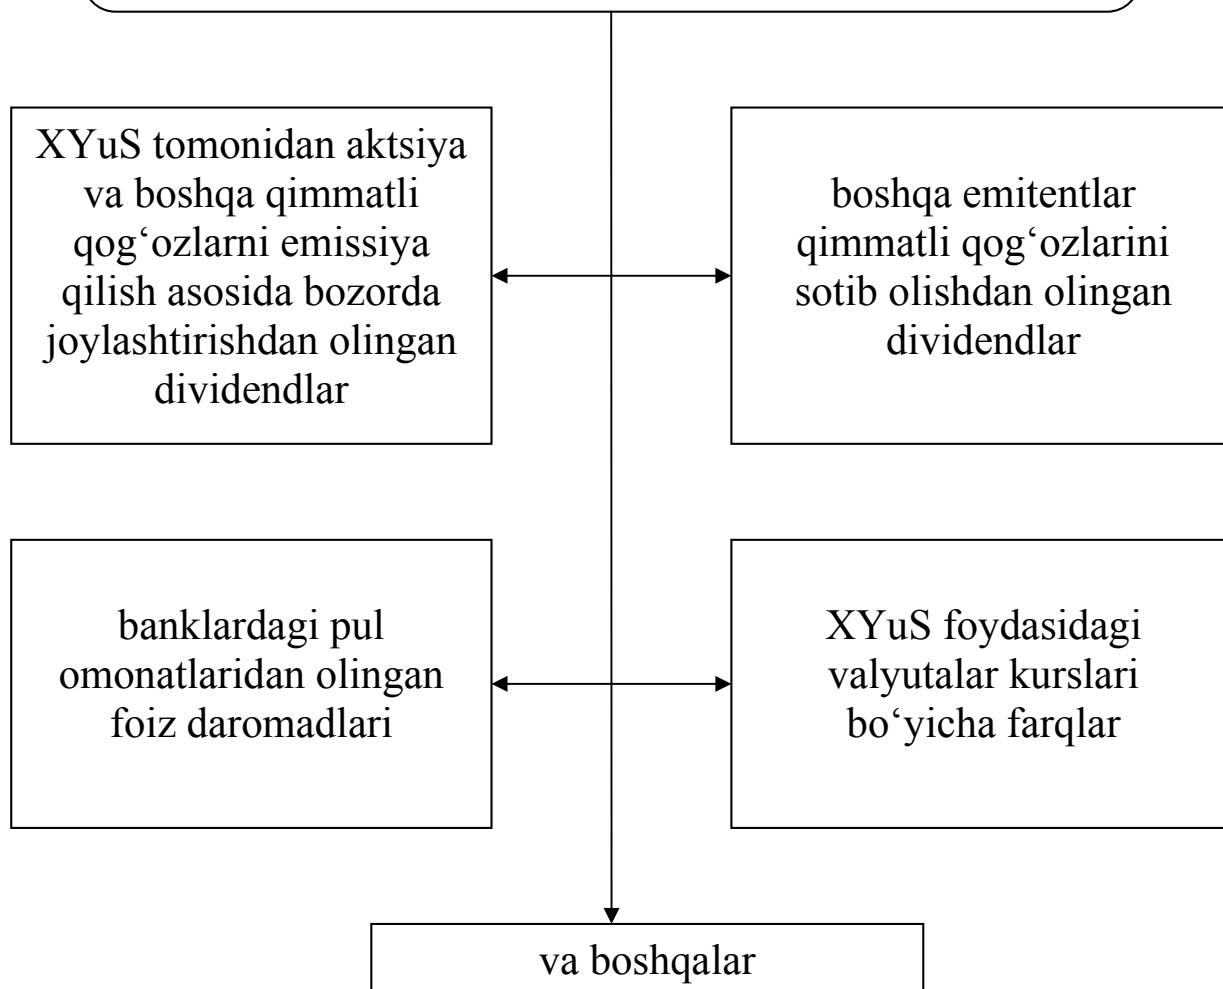 XYuS tomonidan aktsiya
va boshqa qimmatli
qog‘ozlarni emissiya
qilish asosida bozorda
joylashtirishdan olingan
dividendlar
boshqa emitentlar
qimmatli qog‘ozlarini
sotib olishdan olingan
dividendlar
banklardagi pul
omonatlaridan olingan
foiz daromadlari
XYuS foydasidagi
valyutalar kurslari
bo‘yicha farqlar
va boshqalar